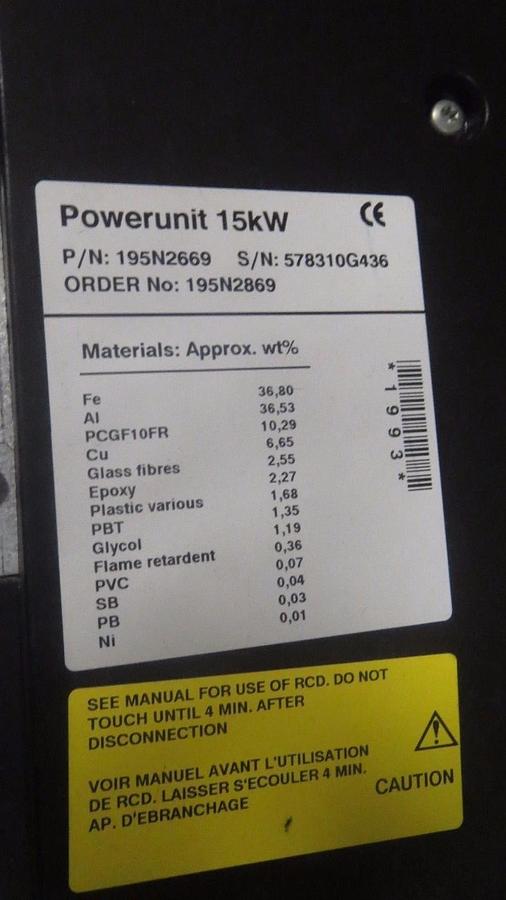 Powerunit 15kW CE
P/N: 195N2669 S/N: 578310G436
ORDER No: 195N2869
Materials: Approx. wt%
Fe 36,80
Al 36,53
PCGF10FR 10,29
Cu 6,65
Glass fibres 2,55
Epoxy 2,27
Plastic various 1,68
PBT 1,35
Glycol 1,19
Flame retardent 0,36
PVC 0,07
SB 0,04
PB 0,03
Ni 0,01
*1993*
SEE MANUAL FOR USE OF RCD. DO NOT
TOUCH UNTIL 4 MIN. AFTER
DISCONNECTION
VOIR MANUEL AVANT L'UTILISATION
DE RCD. LAISSER S'ECOULER 4 MIN.
AP. D'EBRANCHAGE
CAUTION